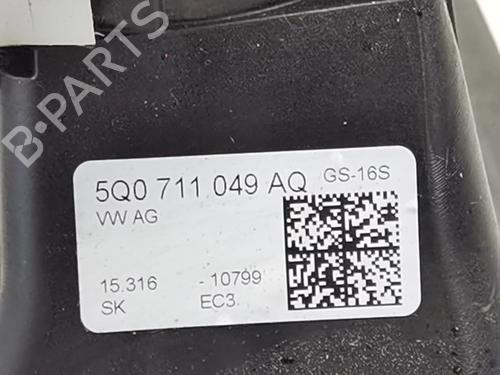 B-PARTS
5Q0 711 049 AQ GS-16S
VW AG
15.316 - 10799
SK EC3.